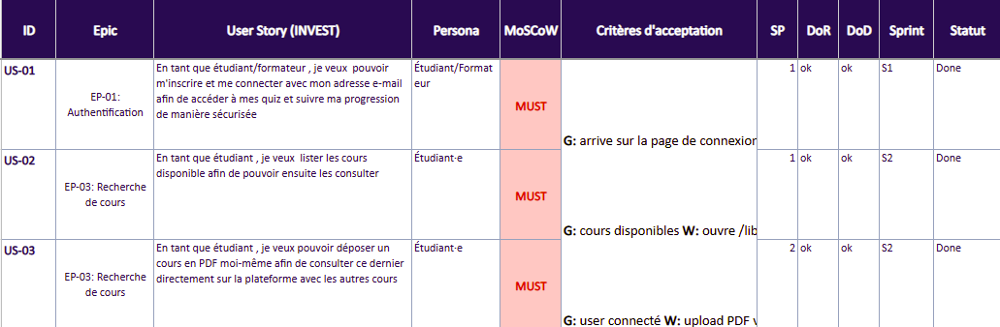 ID Epic User Story (INVEST) Persona MoSCoW Critères d'acceptation SP DoR DoD Sprint Statut
US-01
EP-01:
Authentification
En tant que étudiant/formateur , je veux  pouvoir
m'inscrire et me connecter avec mon adresse e-mail
afin de accéder à mes quiz et suivre ma progression
de manière sécurisée
Étudiant/Format
eur
MUST
G: arrive sur la page de connexion
1 ok ok S1 Done
US-02
EP-03: Recherche
de cours
En tant que étudiant , je veux  lister les cours
disponible afin de pouvoir ensuite les consulter
Étudiant·e
MUST
G: cours disponibles W: ouvre /lib
1 ok ok S2 Done
US-03
EP-03: Recherche
de cours
En tant que étudiant , je veux pouvoir déposer un
cours en PDF moi-même afin de consulter ce dernier
directement sur la plateforme avec les autres cours
Étudiant·e
MUST
G: user connecté W: upload PDF v
2 ok ok S2 Done